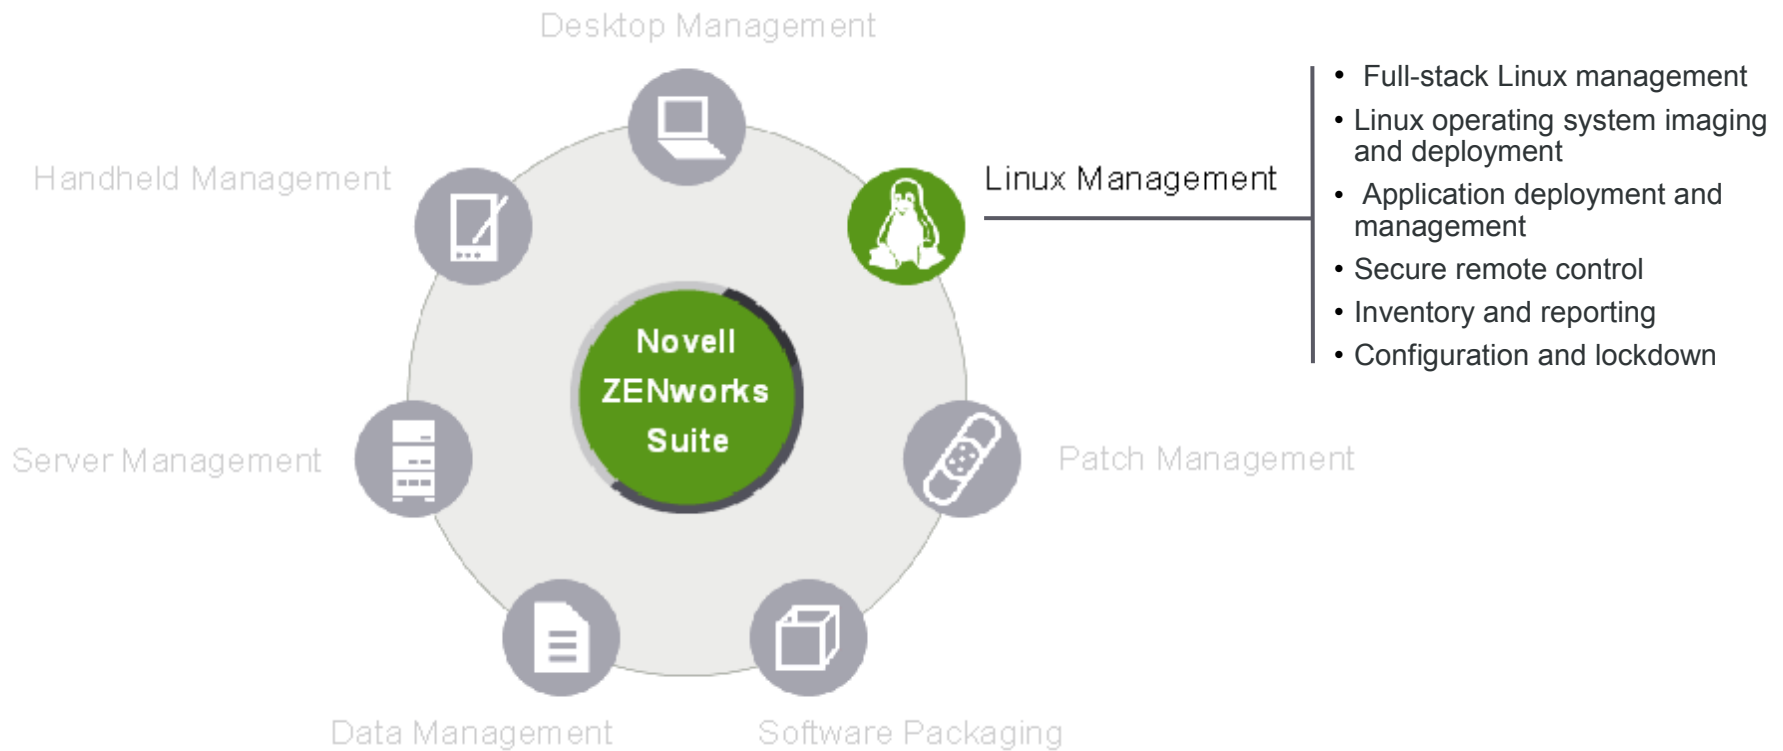 Desktop Management
Handheld Management
Linux Management
• Full-stack Linux management
• Linux operating system imaging
and deployment
• Application deployment and
management
• Secure remote control
• Inventory and reporting
• Configuration and lockdown
Novell
ZENworks
Suite
Server Management
Patch Management
Data Management
Software Packaging